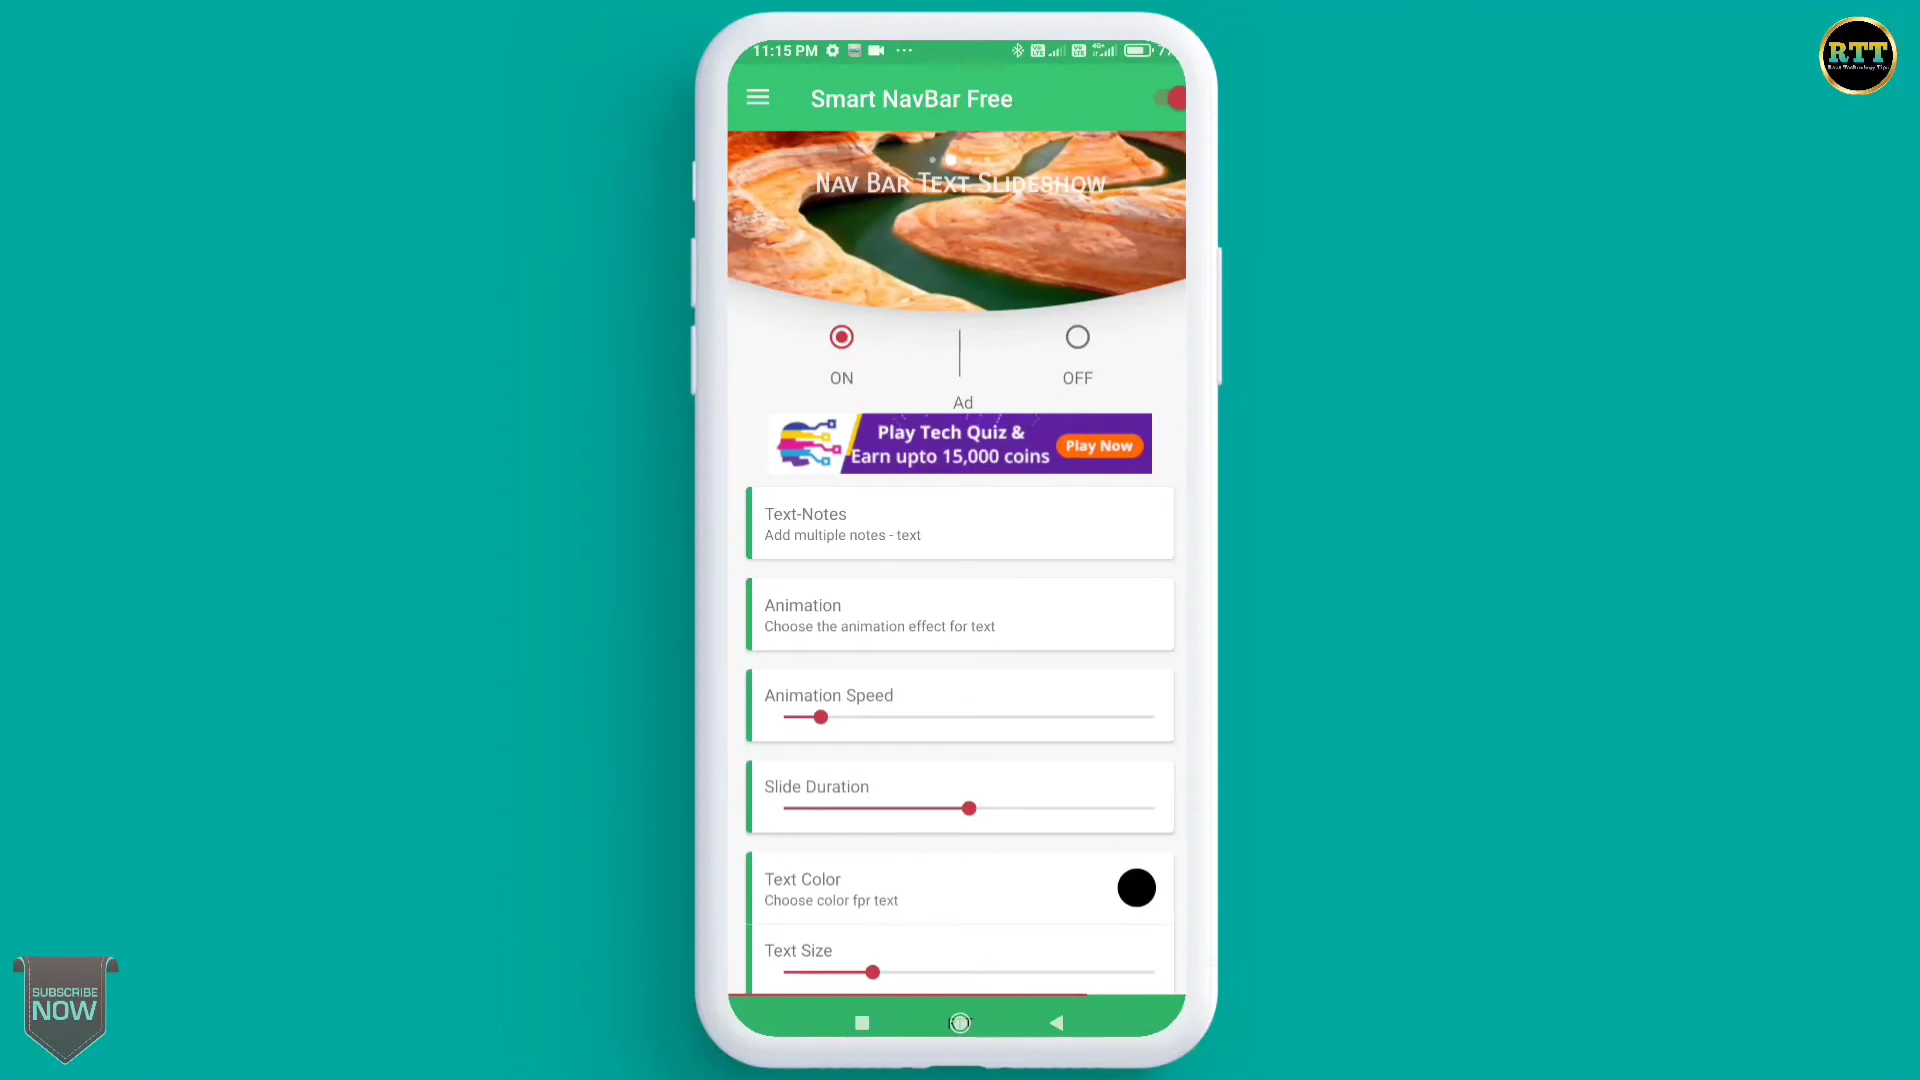 11:15 PM
RTT
Smart NavBar Free
NAV BAR TEXT SLIDESHOW
ON
OFF
Ad
Play Tech Quiz &
Earn upto 15,000 coins
Play Now
Text-Notes
Add multiple notes - text
Animation
Choose the animation effect for text
Animation Speed
Slide Duration
Text Color
Choose color fpr text
Text Size
SUBSCRIBE
NOW
RTT